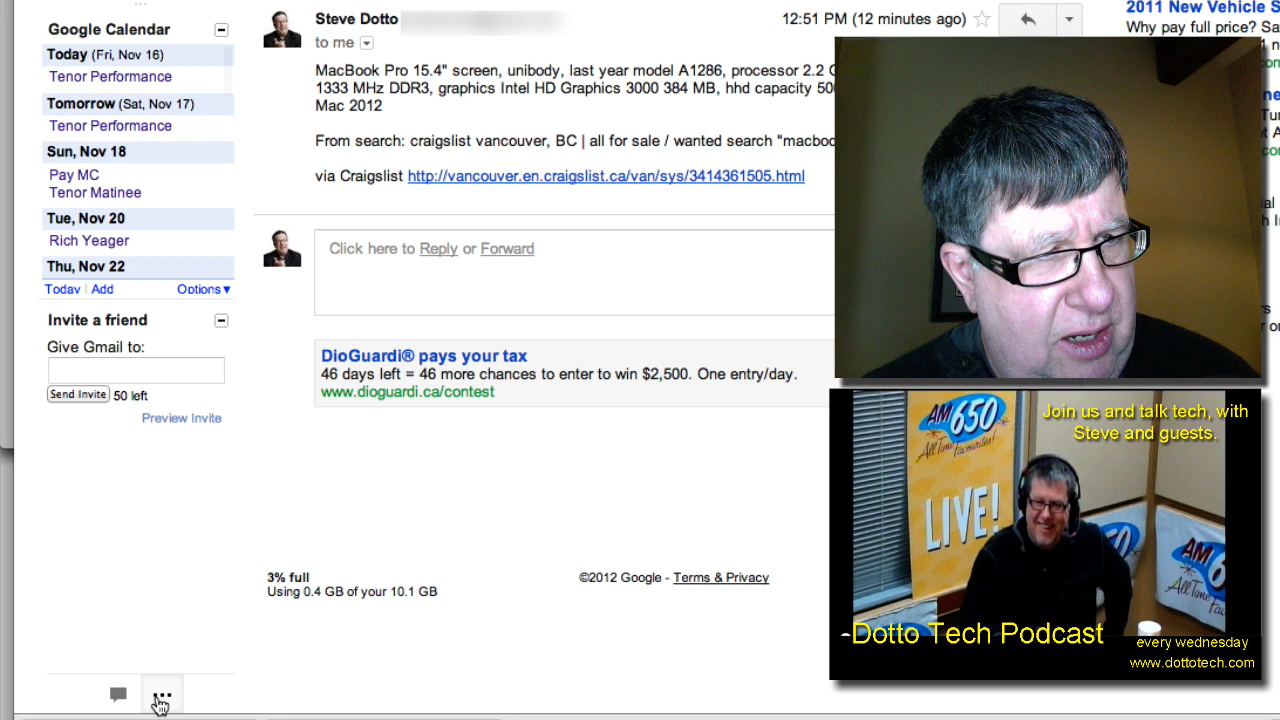 Google Calendar
Today (Fri, Nov 16)
Tenor Performance
Tomorrow (Sat, Nov 17)
Tenor Performance
Sun, Nov 18
Pay MC
Tenor Matinee
Tue, Nov 20
Rich Yeager
Thu, Nov 22
Today | Add Options▾
Invite a friend
Give Gmail to:
Send Invite 50 left
Preview Invite
Steve Dotto
12:51 PM (12 minutes ago)
to me
MacBook Pro 15.4" screen, unibody, last year model A1286, processor 2.2
1333 MHz DDR3, graphics Intel HD Graphics 3000 384 MB, hhd capacity
Mac 2012
From search: craigslist vancouver, BC | all for sale / wanted search "macboo
via Craigslist http://vancouver.en.craigslist.ca/van/sys/3414361505.html
Click here to Reply or Forward
DioGuardi® pays your tax
46 days left = 46 more chances to enter to win $2,500. One entry/day.
www.dioguardi.ca/contest
3% full
Using 0.4 GB of your 10.1 GB
©2012 Google - Terms & Privacy
2011 New Vehicle S
Why pay full price? Sa
AM 650
All Time Favourites!
LIVE!
Join us and talk tech, with
Steve and guests.
AM 6
All Time
Dotto Tech Podcast
every wednesday
www.dottotech.com